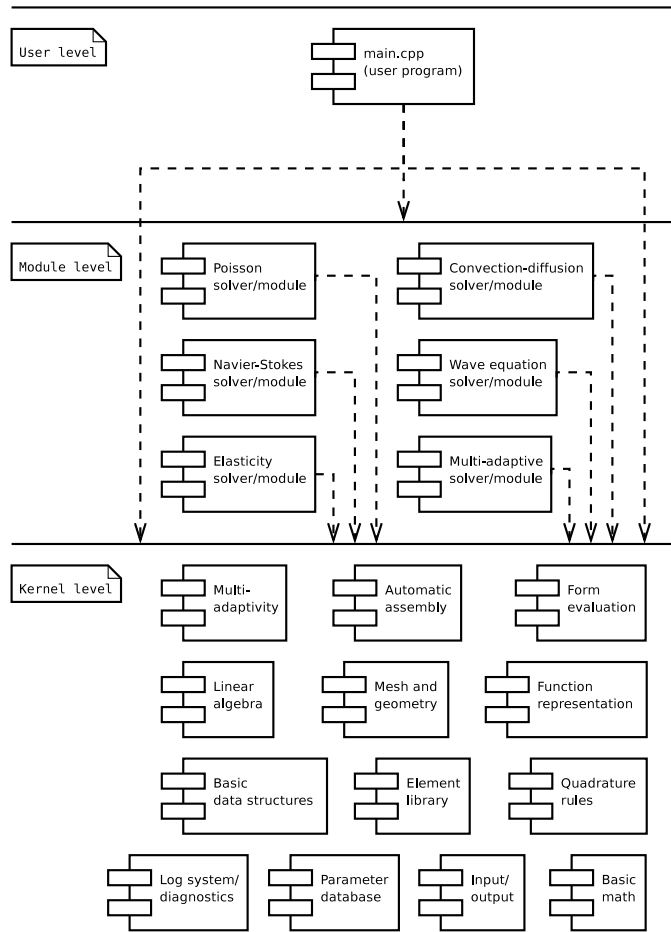 User level
main.cpp
(user program)
Module level
Poisson
solver/module
Convection-diffusion
solver/module
Navier-Stokes
solver/module
Wave equation
solver/module
Elasticity
solver/module
Multi-adaptive
solver/module
Kernel level
Multi-
adaptivity
Automatic
assembly
Form
evaluation
Linear
algebra
Mesh and
geometry
Function
representation
Basic
data structures
Element
library
Quadrature
rules
Log system/
diagnostics
Parameter
database
Input/
output
Basic
math